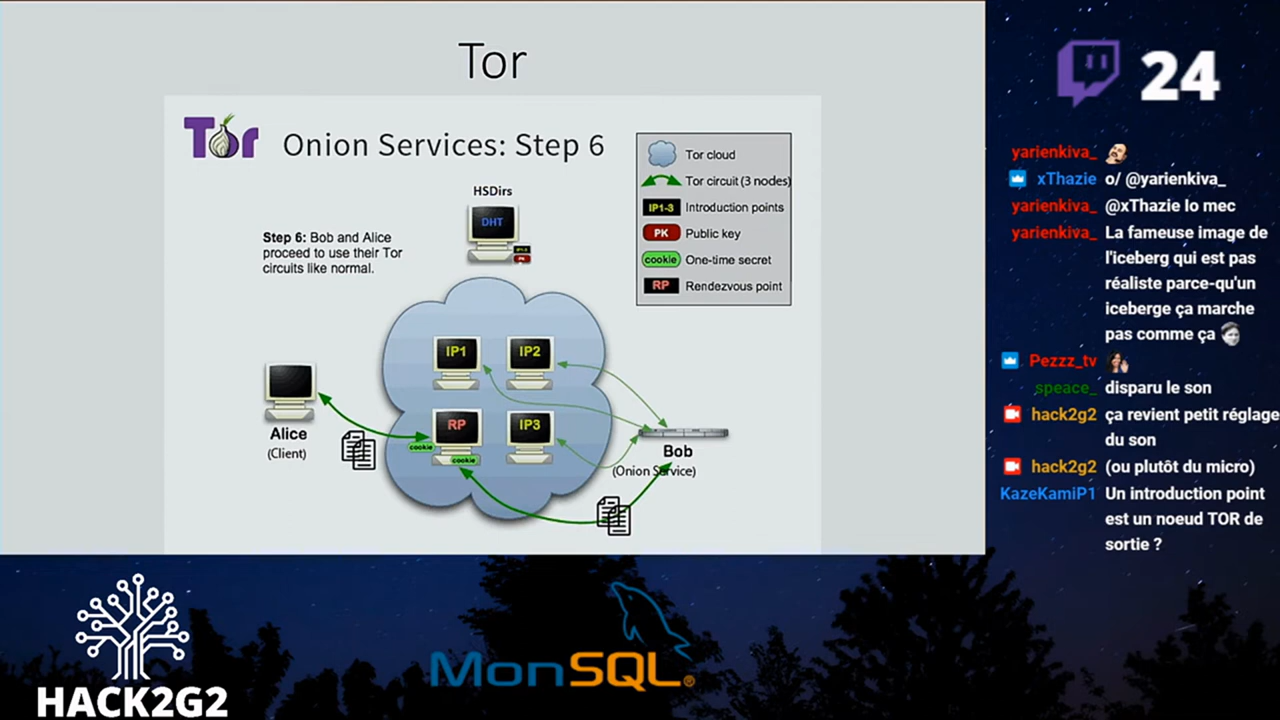 Tor
Tor
Onion Services: Step 6
HSDirs
DHT
Step 6: Bob and Alice
proceed to use their Tor
circuits like normal.
Tor cloud
Tor circuit (3 nodes)
IP1-3 Introduction points
PK Public key
cookie One-time secret
RP Rendezvous point
IP1
IP2
RP
IP3
cookie
cookie
Alice
(Client)
Bob
(Onion Service)
24
yarienkiva_
xThazie o/ @yarienkiva_
yarienkiva_ @xThazie lo mec
yarienkiva_ La fameuse image de
l'iceberg qui est pas
réaliste parce-qu'un
iceberge ça marche
pas comme ça
Pezzz_tv
speace_ disparu le son
hack2g2 ça revient petit réglage
du son
hack2g2 (ou plutôt du micro)
KazeKamiP1 Un introduction point
est un noeud TOR de
sortie ?
HACK2G2
MonSQL®